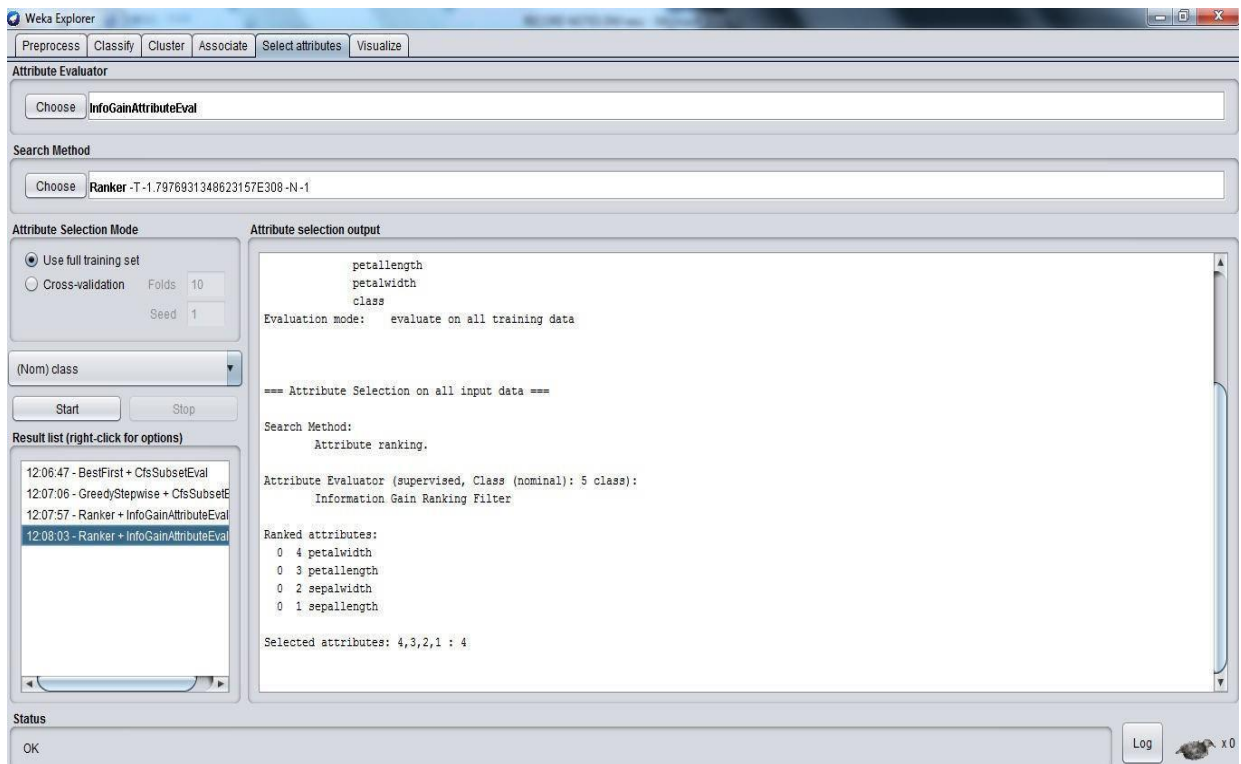 Weka Explorer
Preprocess Classify Cluster Associate Select attributes Visualize
Attribute Evaluator
Choose InfoGainAttributeEval
Search Method
Choose Ranker -T -1.7976931348623157E308 -N -1
Attribute Selection Mode
Use full training set
Cross-validation Folds 10
Seed 1
(Nom) class
Start Stop
Result list (right-click for options)
12:06:47 - BestFirst + CfsSubsetEval
12:07:06 - GreedyStepwise + CfsSubsetE
12:07:57 - Ranker + InfoGainAttributeEval
12:08:03 - Ranker + InfoGainAttributeEval
Attribute selection output
petallength
petalwidth
class
Evaluation mode: evaluate on all training data
=== Attribute Selection on all input data ===
Search Method:
Attribute ranking.
Attribute Evaluator (supervised, Class (nominal): 5 class):
Information Gain Ranking Filter
Ranked attributes:
0 4 petalwidth
0 3 petallength
0 2 sepalwidth
0 1 sepallength
Selected attributes: 4,3,2,1 : 4
Status
OK
Log x 0